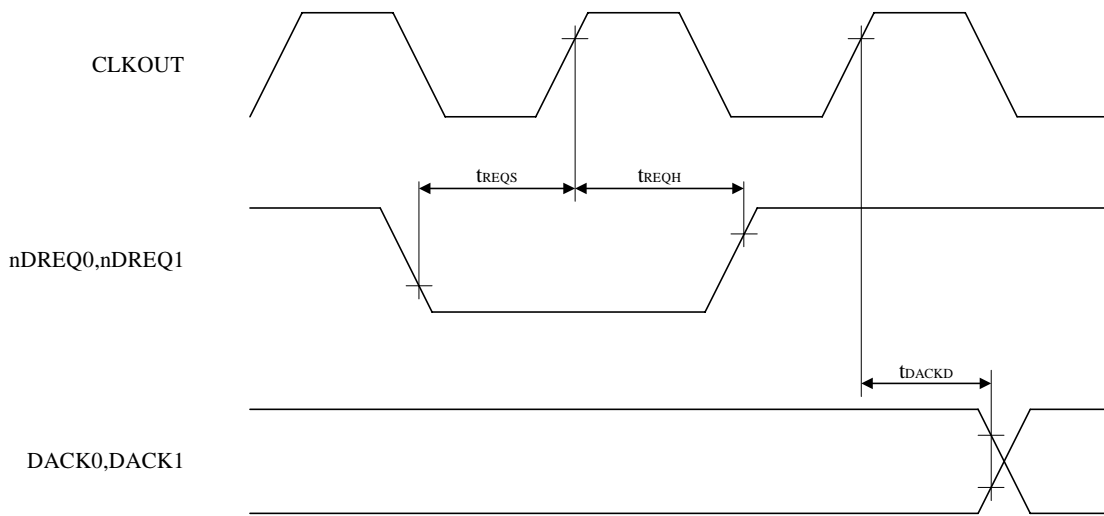 CLKOUT
tREQS
tREQH
nDREQ0,nDREQ1
tDACKD
DACK0,DACK1